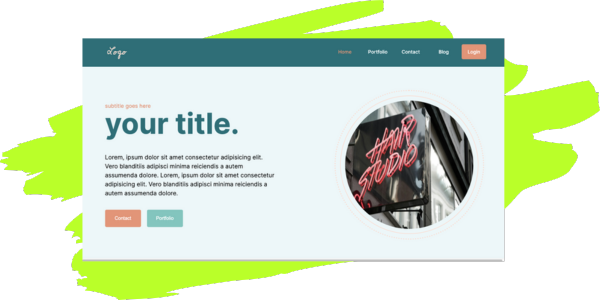 Logo
Home Portfolio Contact Blog Login
subtitle goes here
your title.
Lorem, ipsum dolor sit amet consectetur adipisicing elit.
Vero blanditiis adipisci minima reiciendis a autem
assumenda dolore. Lorem, ipsum dolor sit amet
consectetur adipisicing elit. Vero blanditiis adipisci
minima reiciendis a autem assumenda dolore.
Contact Portfolio
HAIR
STUDIO